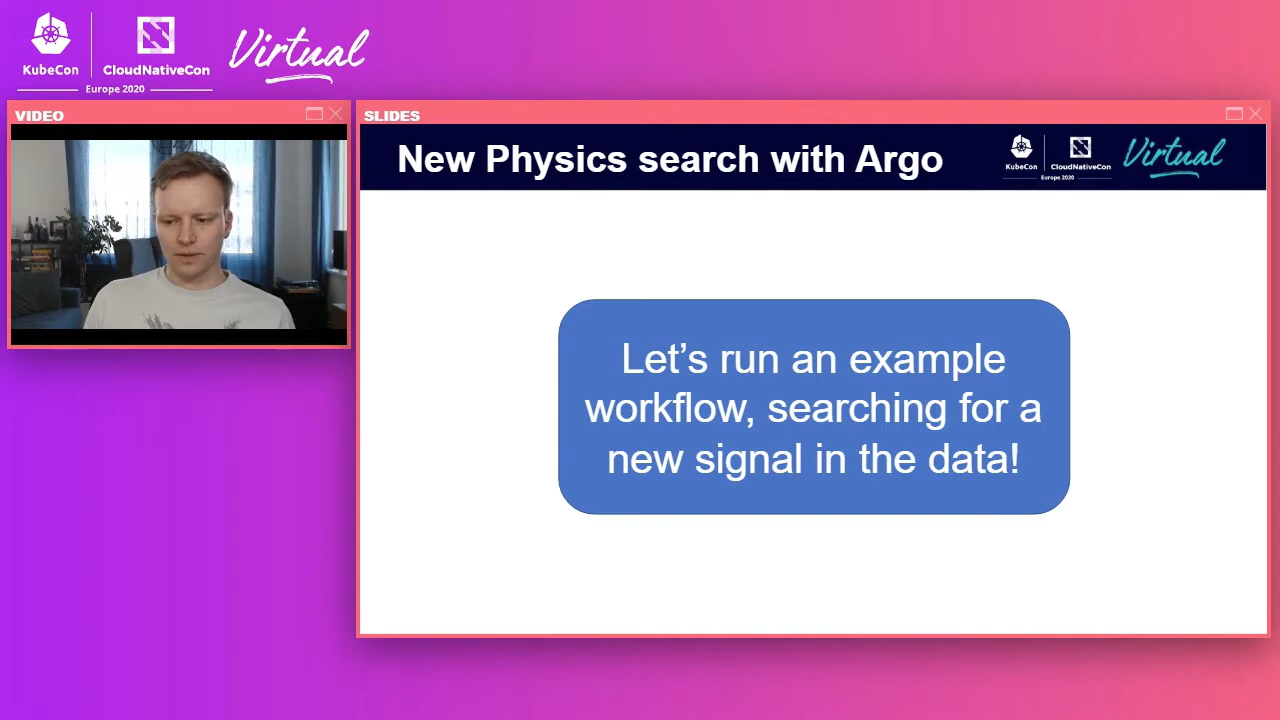 KubeCon
CloudNativeCon
Europe 2020
Virtual
VIDEO
SLIDES
New Physics search with Argo
KubeCon
CloudNativeCon
Europe 2020
Virtual
Let’s run an example
workflow, searching for a
new signal in the data!